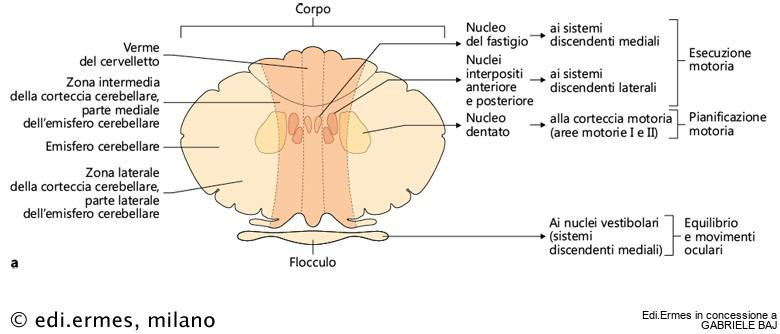 Corpo
Verme
del cervelletto
Zona intermedia
della corteccia cerebellare,
parte mediale
dell'emisfero cerebellare
Emisfero cerebellare
Zona laterale
della corteccia cerebellare,
parte laterale
dell'emisfero cerebellare
Nucleo
del fastigio
ai sistemi
discendenti mediali
Nuclei
interpositi
anteriore
e posteriore
ai sistemi
discendenti laterali
Esecuzione
motoria
Nucleo
dentato
alla corteccia motoria
(aree motorie I e II)
Pianificazione
motoria
Ai nuclei vestibolari
(sistemi
discendenti mediali)
Equilibrio
e movimenti
oculari
Flocculo
a
© edi.ermes, milano
Edi.Ermes in concessione a
GABRIELE BAJ